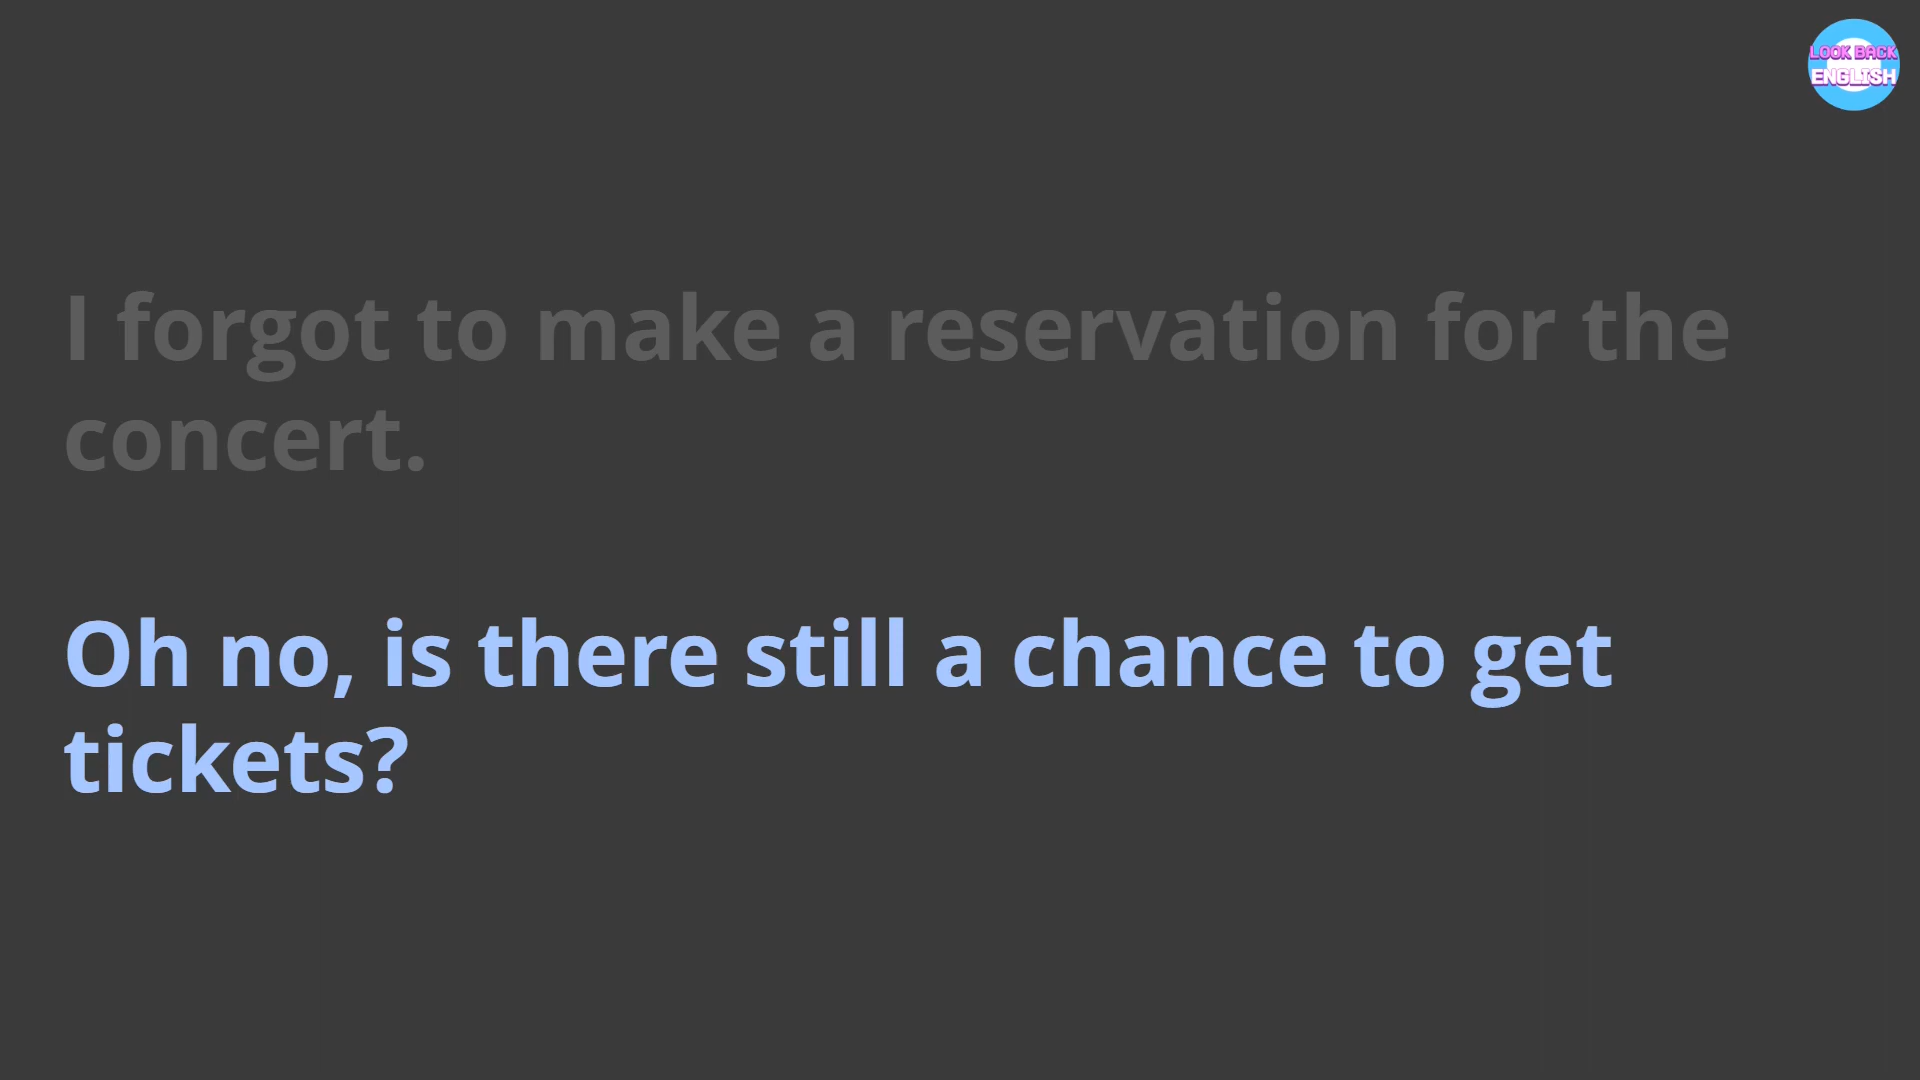 LOOK BACK
ENGLISH
I forgot to make a reservation for the
concert.
Oh no, is there still a chance to get
tickets?